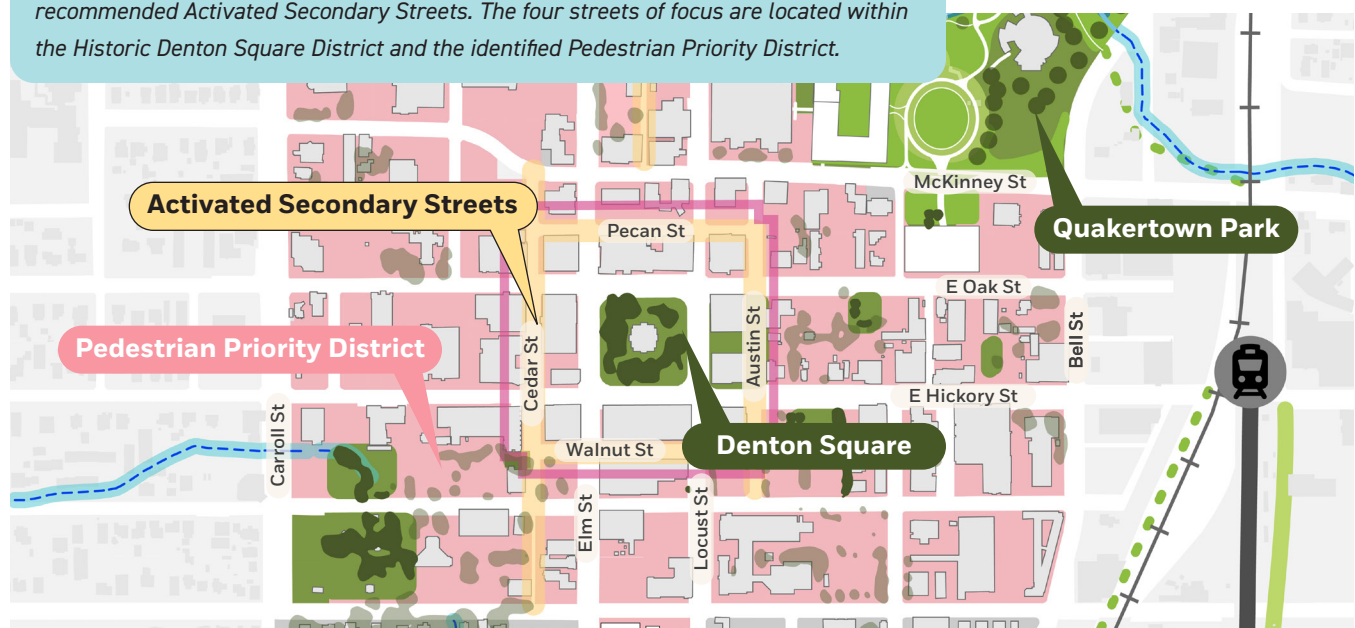 recommended Activated Secondary Streets. The four streets of focus are located within
the Historic Denton Square District and the identified Pedestrian Priority District.
McKinney St
Activated Secondary Streets
Pecan St
Quakertown Park
E Oak St
Pedestrian Priority District
Cedar St
Austin St
Bell St
E Hickory St
Carroll St
Walnut St
Denton Square
Elm St
Locust St